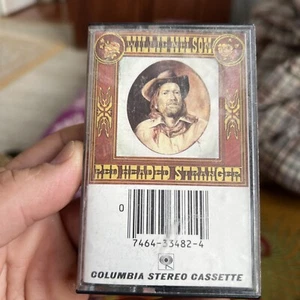 WILLIE NELSON
RED HEADED STRANGER
0
7464-33482-4
COLUMBIA STEREO CASSETTE